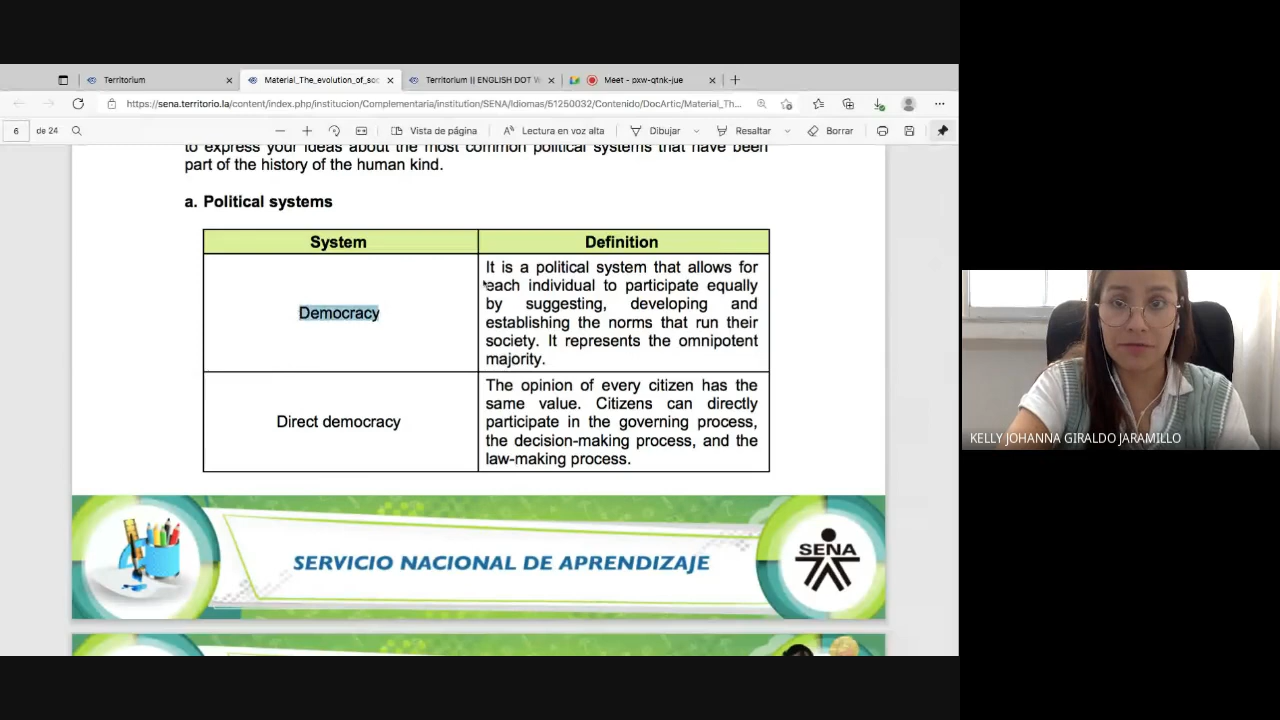 Territorium
Material_The_evolution_of_soc
Territorium || ENGLISH DOT W
Meet - pxw-qtnk-jue
https://sena.territorio.la/content/index.php/institucion/Complementaria/institution/SENA/Idiomas/51250032/Contenido/DocArtic/Material_Th...
6 de 24
Vista de página
Lectura en voz alta
Dibujar
Resaltar
Borrar
to express your ideas about the most common political systems that have been
part of the history of the human kind.
a. Political systems
System
Definition
Democracy
It is a political system that allows for
each individual to participate equally
by suggesting, developing and
establishing the norms that run their
society. It represents the omnipotent
majority.
Direct democracy
The opinion of every citizen has the
same value. Citizens can directly
participate in the governing process,
the decision-making process, and the
law-making process.
SERVICIO NACIONAL DE APRENDIZAJE
SENA
KELLY JOHANNA GIRALDO JARAMILLO